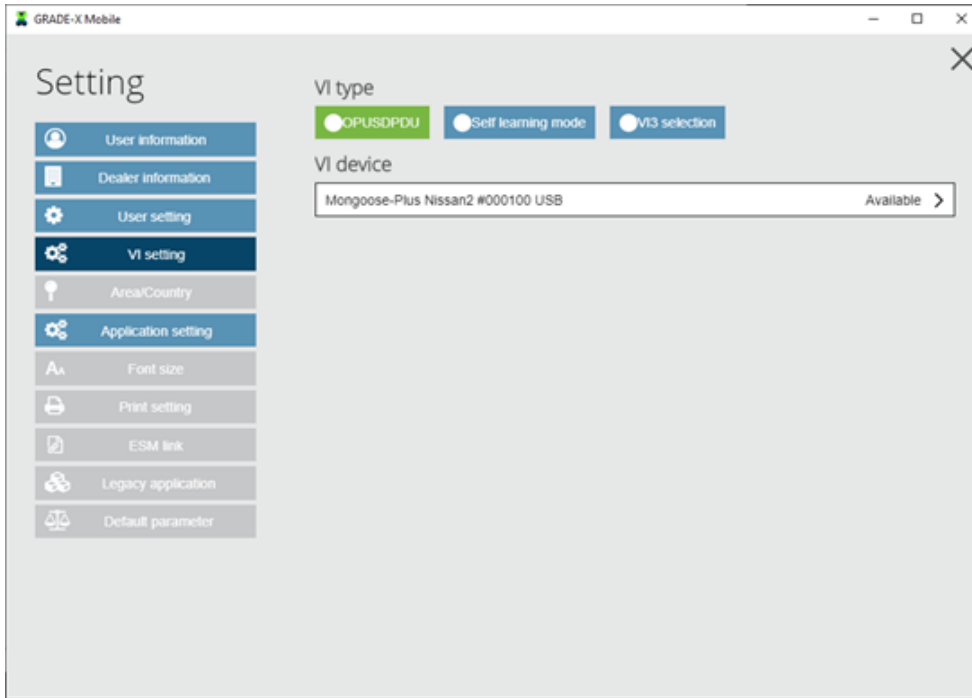 GRADE-X Mobile
Setting
User information
Dealer information
User setting
VI setting
Area/Country
Application setting
Font size
Print setting
ESM link
Legacy application
Default parameter
VI type
OPUSDPDU Self learning mode VI3 selection
VI device
Mongoose-Plus Nissan2 #000100 USB Available